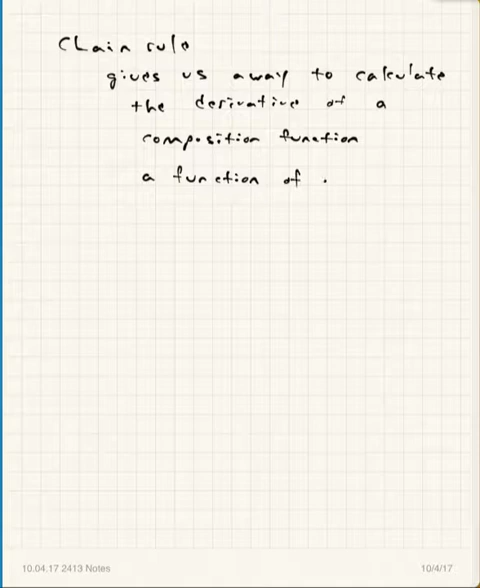 Chain rule
gives us away to calculate
the derivative of a
composition function
a function of .
10.04.17 2413 Notes
10/4/17